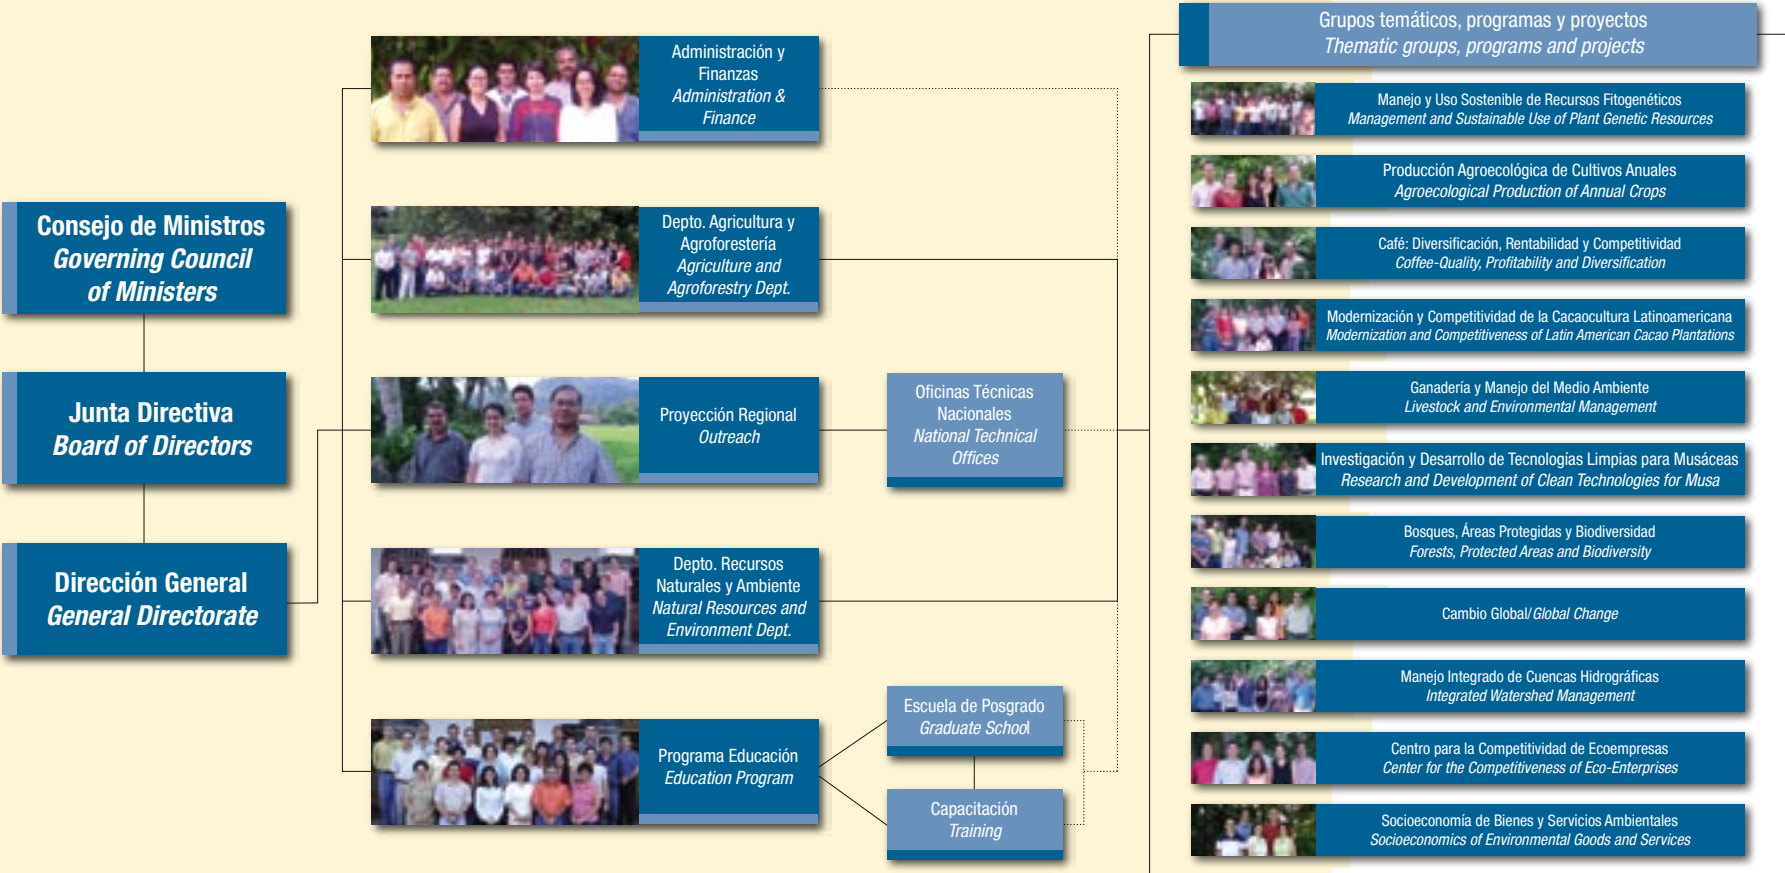 Consejo de Ministros
Governing Council
of Ministers
Junta Directiva
Board of Directors
Dirección General
General Directorate
Administración y
Finanzas
Administration &
Finance
Depto. Agricultura y
Agroforestería
Agriculture and
Agroforestry Dept.
Proyección Regional
Outreach
Oficinas Técnicas
Nacionales
National Technical
Offices
Depto. Recursos
Naturales y Ambiente
Natural Resources and
Environment Dept.
Programa Educación
Education Program
Escuela de Posgrado
Graduate School
Capacitación
Training
Grupos temáticos, programas y proyectos
Thematic groups, programs and projects
Manejo y Uso Sostenible de Recursos Fitogenéticos
Management and Sustainable Use of Plant Genetic Resources
Producción Agroecológica de Cultivos Anuales
Agroecological Production of Annual Crops
Café: Diversificación, Rentabilidad y Competitividad
Coffee-Quality, Profitability and Diversification
Modernización y Competitividad de la Cacaocultura Latinoamericana
Modernization and Competitiveness of Latin American Cacao Plantations
Ganadería y Manejo del Medio Ambiente
Livestock and Environmental Management
Investigación y Desarrollo de Tecnologías Limpias para Musáceas
Research and Development of Clean Technologies for Musa
Bosques, Áreas Protegidas y Biodiversidad
Forests, Protected Areas and Biodiversity
Cambio Global/Global Change
Manejo Integrado de Cuencas Hidrográficas
Integrated Watershed Management
Centro para la Competitividad de Ecoempresas
Center for the Competitiveness of Eco-Enterprises
Socioeconomía de Bienes y Servicios Ambientales
Socioeconomics of Environmental Goods and Services